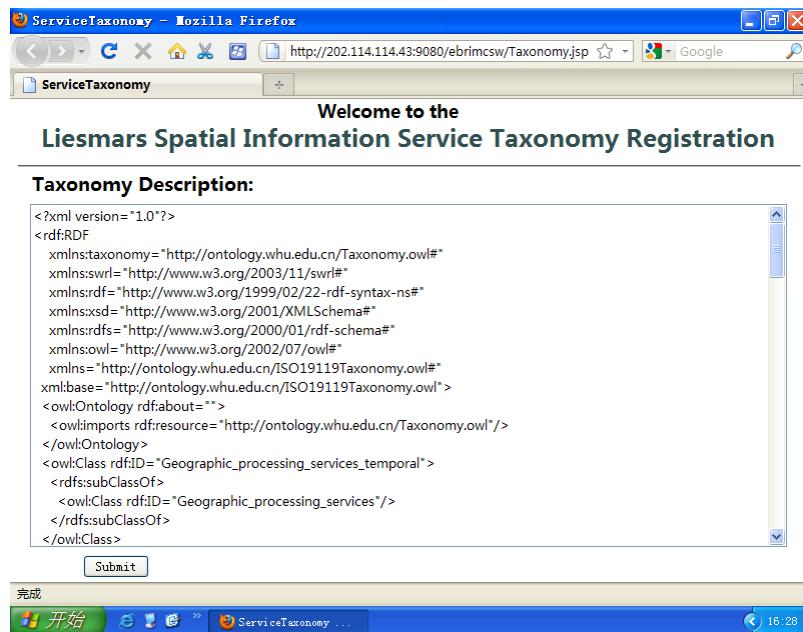 ServiceTaxonomy - Mozilla Firefox
http://202.114.114.43:9080/ebrimcsw/Taxonomy.jsp
Google
ServiceTaxonomy
Welcome to the
Liesmars Spatial Information Service Taxonomy Registration
Taxonomy Description:
<?xml version="1.0"?>
<rdf:RDF
xmlns:taxonomy="http://ontology.whu.edu.cn/Taxonomy.owl#"
xmlns:swrl="http://www.w3.org/2003/11/swrl#"
xmlns:rdf="http://www.w3.org/1999/02/22-rdf-syntax-ns#"
xmlns:xsd="http://www.w3.org/2001/XMLSchema#"
xmlns:rdfs="http://www.w3.org/2000/01/rdf-schema#"
xmlns:owl="http://www.w3.org/2002/07/owl#"
xmlns="http://ontology.whu.edu.cn/ISO19119Taxonomy.owl#"
xml:base="http://ontology.whu.edu.cn/ISO19119Taxonomy.owl">
<owl:Ontology rdf:about="">
<owl:imports rdf:resource="http://ontology.whu.edu.cn/Taxonomy.owl"/>
</owl:Ontology>
<owl:Class rdf:ID="Geographic_processing_services_temporal">
<rdfs:subClassOf>
<owl:Class rdf:ID="Geographic_processing_services"/>
</rdfs:subClassOf>
</owl:Class>
Submit
完成
开始
ServiceTaxonomy ...
16:28